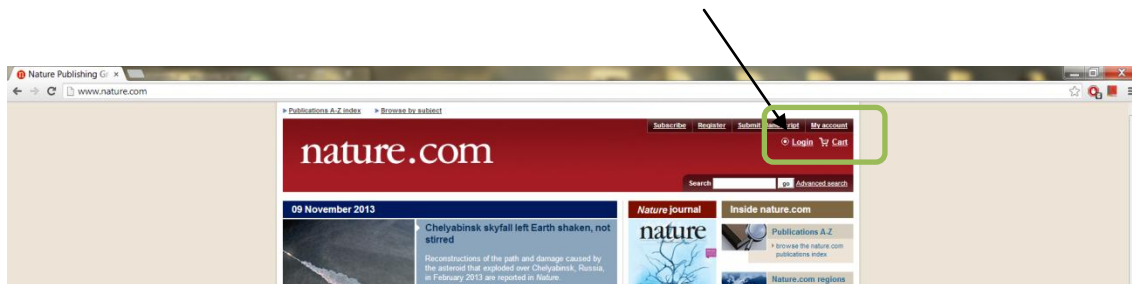 Nature Publishing Gr
www.nature.com
Publications A-Z index Browse by subject
Subscribe Register Submit My account
nature.com
Login Cart
Search go Advanced search
09 November 2013
Chelyabinsk skyfall left Earth shaken, not
stirred
Reconstructions of the path and damage caused by
the asteroid that exploded over Chelyabinsk, Russia,
in February 2013 are reported in Nature.
Nature journal
nature
Inside nature.com
Publications A-Z
browse the nature.com
publications index
Nature.com regions